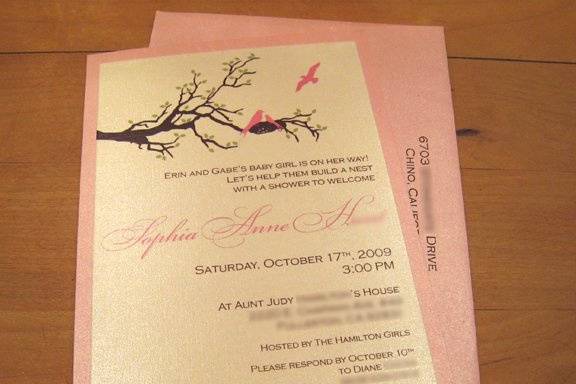 Erin and Gabe's baby girl is on her way!
Let's help them build a nest
with a shower to welcome
Sophia Anne H
Saturday, October 17th, 2009
3:00 PM
At Aunt Judy 's House
Hosted by the Hamilton Girls
Please respond by October 10th
to Diane
6703 Drive
Chino,